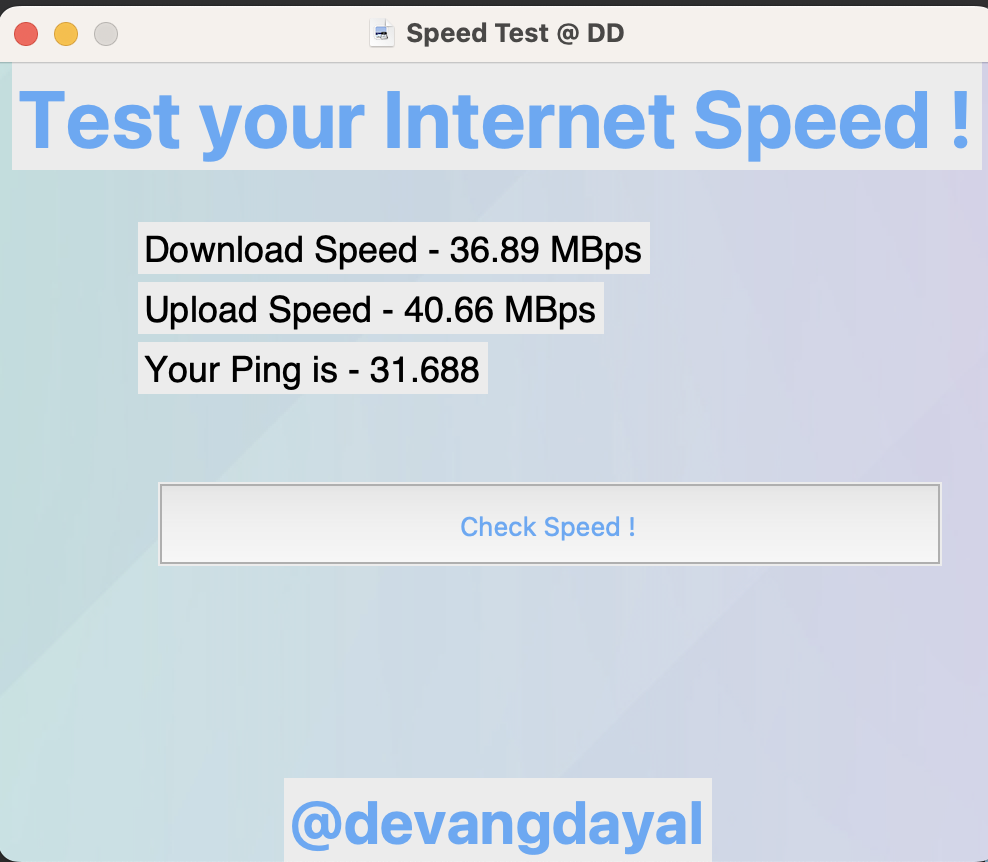 Speed Test @ DD
Test your Internet Speed !
Download Speed - 36.89 MBps
Upload Speed - 40.66 MBps
Your Ping is - 31.688
Check Speed !
@devangdayal